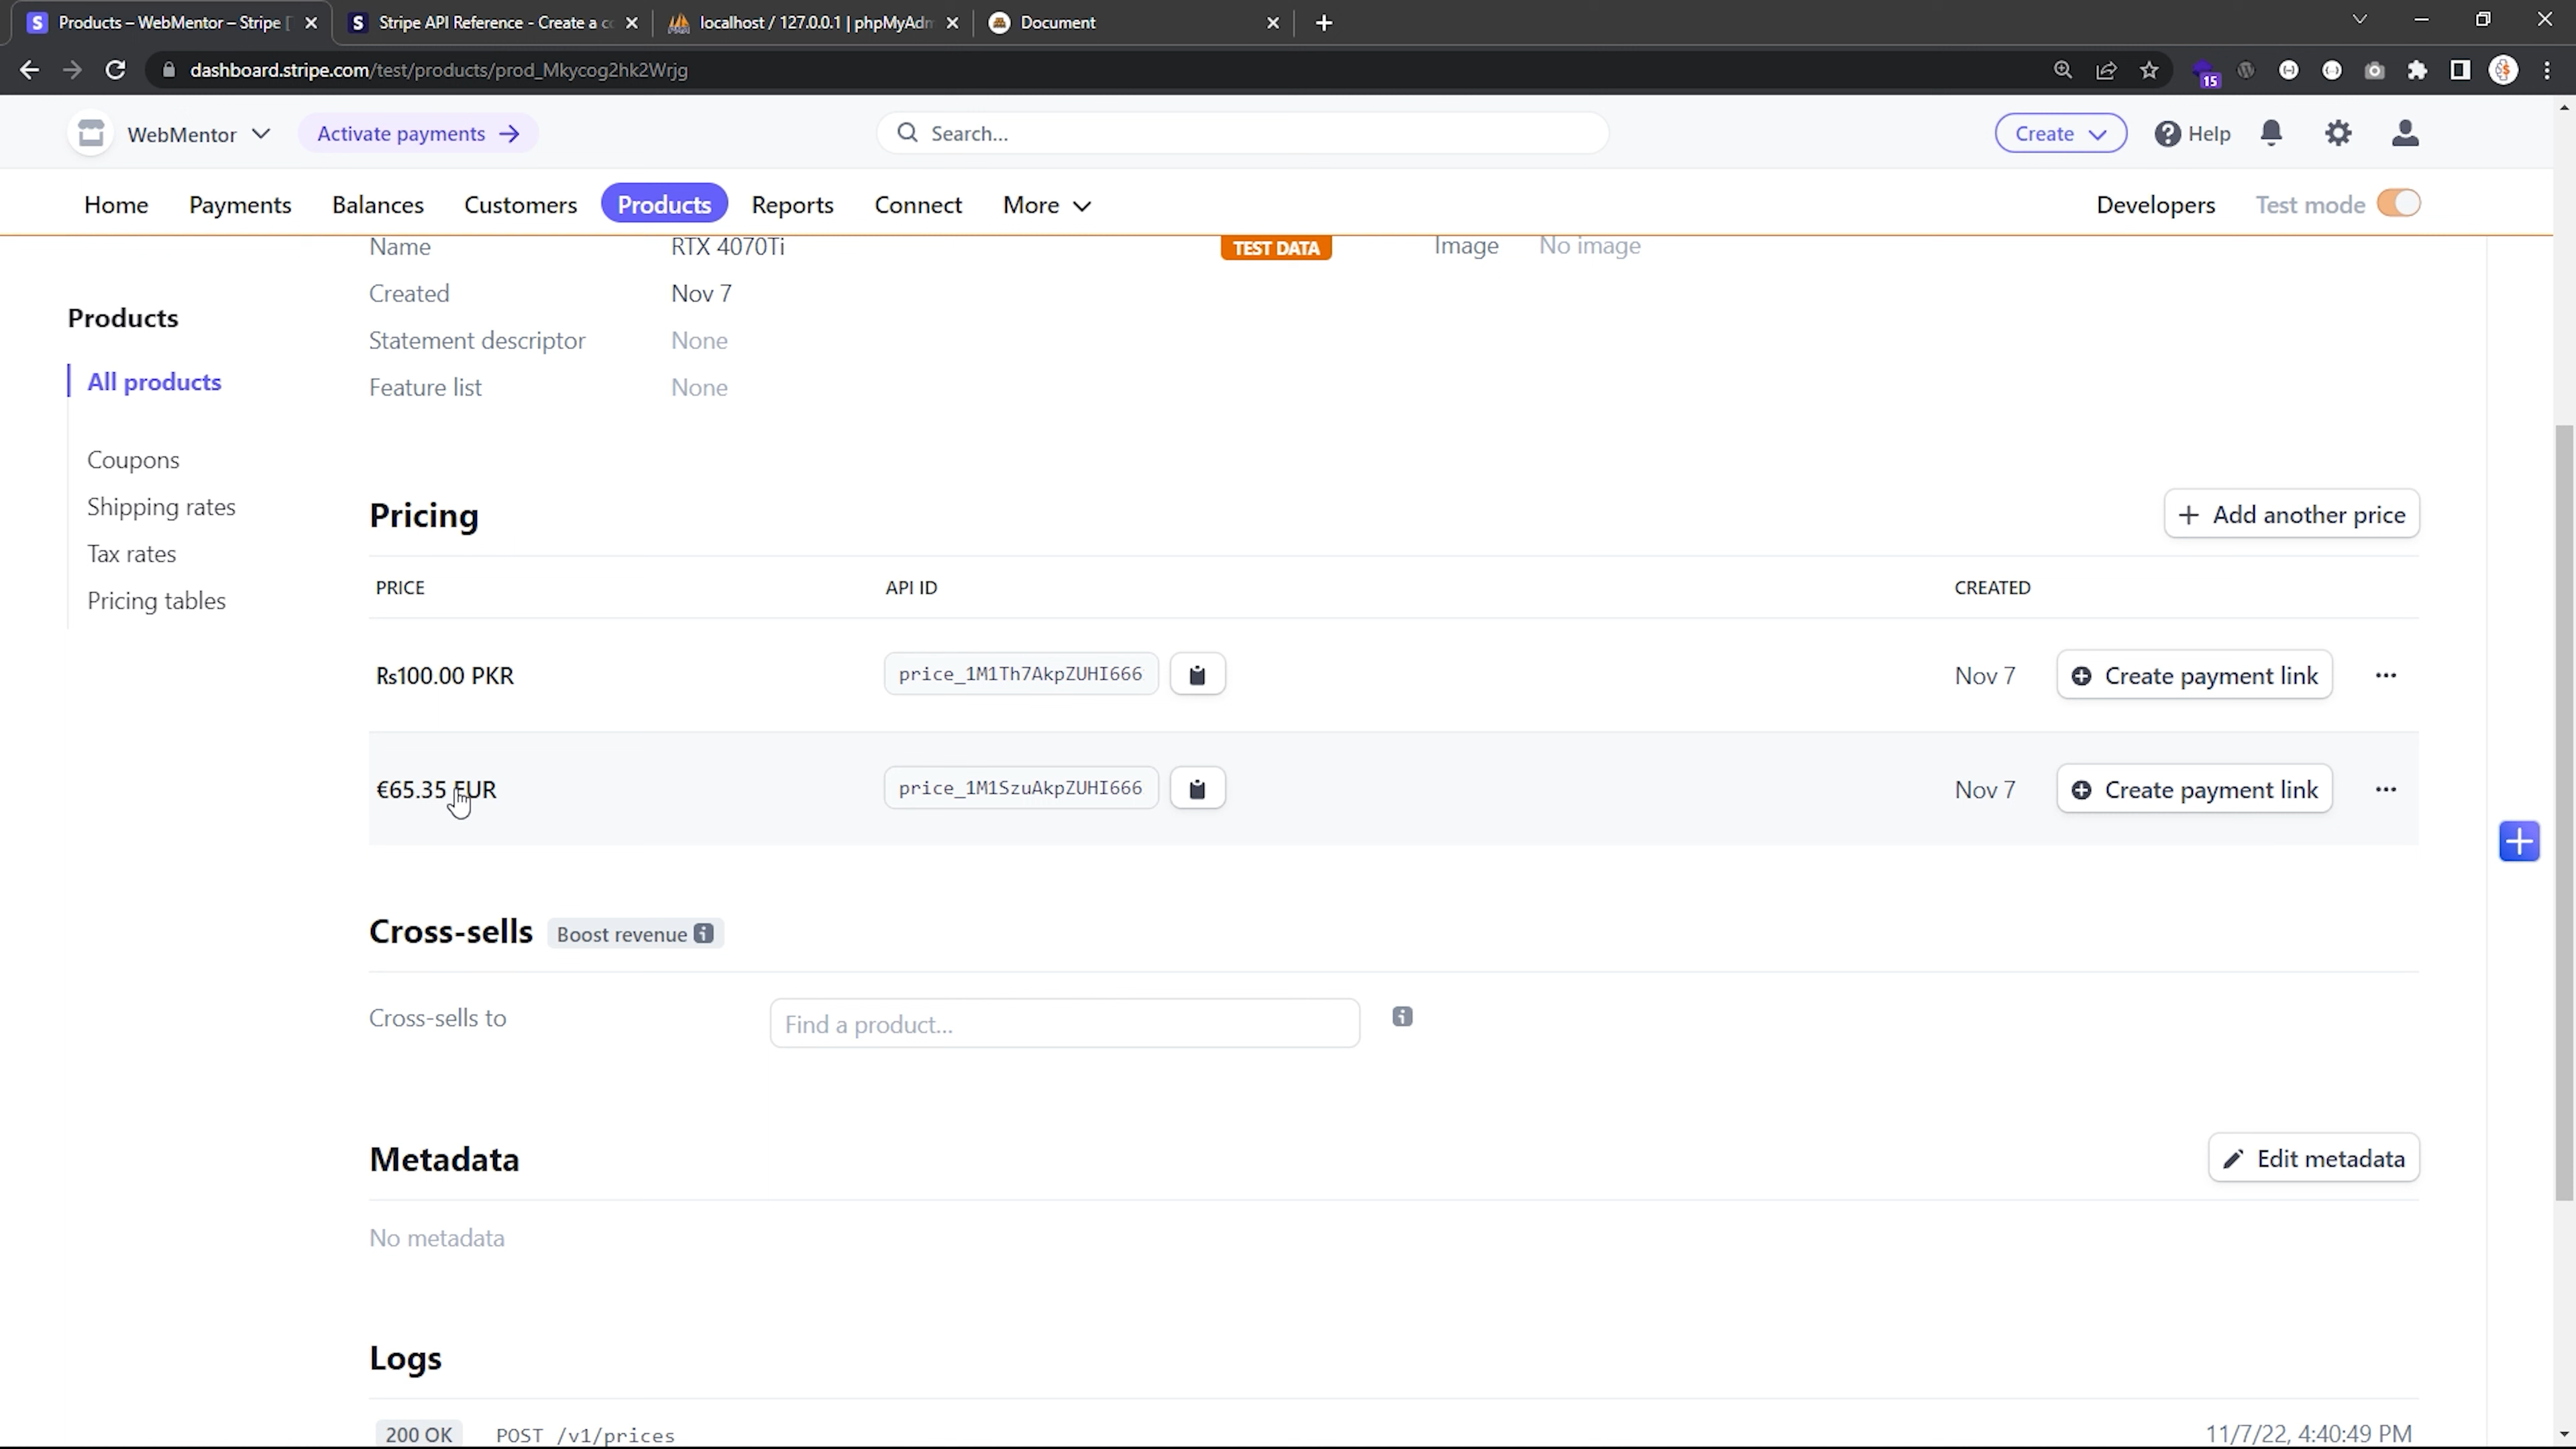 Products – WebMentor – Stripe [
Stripe API Reference - Create a co
localhost / 127.0.0.1 | phpMyAdm
Document
dashboard.stripe.com/test/products/prod_Mkycog2hk2Wrjg
15
WebMentor
Activate payments
Search...
Create
Help
Home
Payments
Balances
Customers
Products
Reports
Connect
More
Developers
Test mode
TEST DATA
Products
All products
Coupons
Shipping rates
Tax rates
Pricing tables
Name RTX 4070Ti
Image No image
Created Nov 7
Statement descriptor None
Feature list None
Pricing
Add another price
PRICE API ID CREATED
Rs100.00 PKR price_1M1Th7AkpZUHI666 Nov 7 Create payment link
€65.35 EUR price_1M1SzuAkpZUHI666 Nov 7 Create payment link
Cross-sells Boost revenue
Cross-sells to Find a product...
Metadata
Edit metadata
No metadata
Logs
200 OK POST /v1/prices 11/7/22, 4:40:49 PM